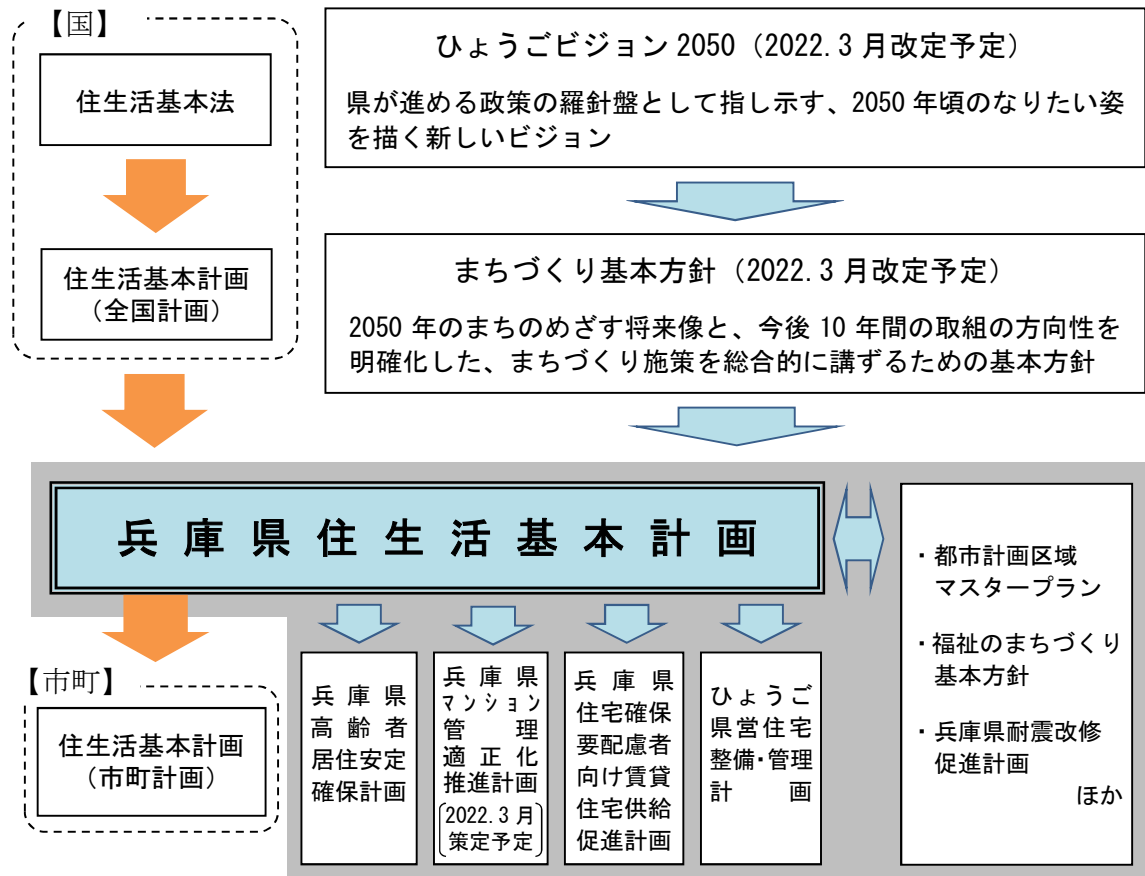 【国】
住生活基本法
住生活基本計画
（全国計画）
ひょうごビジョン 2050（2022.3 月改定予定）
県が進める政策の羅針盤として指し示す、2050 年頃のなりたい姿
を描く新しいビジョン
まちづくり基本方針（2022.3 月改定予定）
2050 年のまちのめざす将来像と、今後 10 年間の取組の方向性を
明確化した、まちづくり施策を総合的に講ずるための基本方針
兵庫県住生活基本計画
・都市計画区域
マスタープラン
・福祉のまちづくり
基本方針
・兵庫県耐震改修
促進計画
ほか
【市町】
住生活基本計画
（市町計画）
兵庫県
高齢者
居住安定
確保計画
兵庫県
マンション
管理
適正化
推進計画
〔2022.3 月
策定予定〕
兵庫県
住宅確保
要配慮者
向け賃貸
住宅供給
促進計画
ひょうご
県営住宅
整備・管理
計画